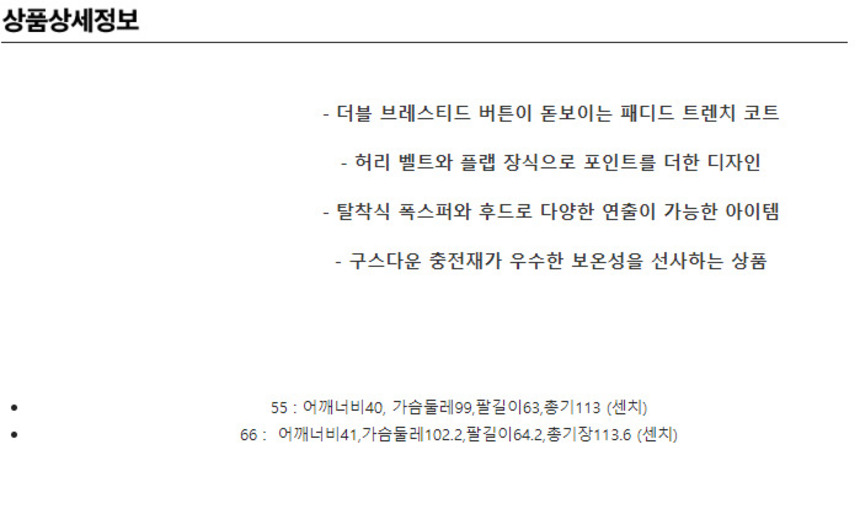 상품상세정보
- 더블 브레스티드 버튼이 돋보이는 패디드 트렌치 코트
- 허리 벨트와 플랩 장식으로 포인트를 더한 디자인
- 탈착식 폭스퍼와 후드로 다양한 연출이 가능한 아이템
- 구스다운 충전재가 우수한 보온성을 선사하는 상품
• 55 : 어깨너비40, 가슴둘레99,팔길이63,총기113 (센치)
• 66 : 어깨너비41,가슴둘레102.2,팔길이64.2,총기장113.6 (센치)